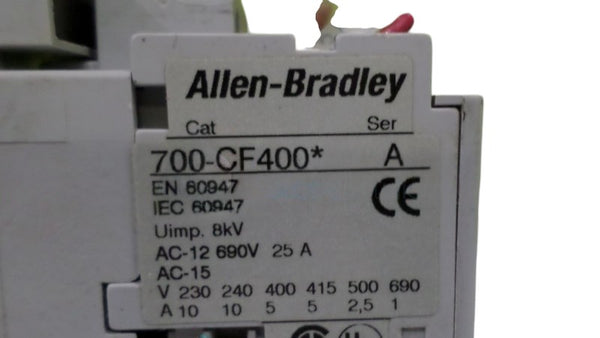 Allen-Bradley
Cat Ser
700-CF400* A
EN 60947
IEC 60947
Uimp. 8kV
AC-12 690V 25 A
AC-15
V 230 240 400 415 500 690
A 10 10 5 5 2,5 1